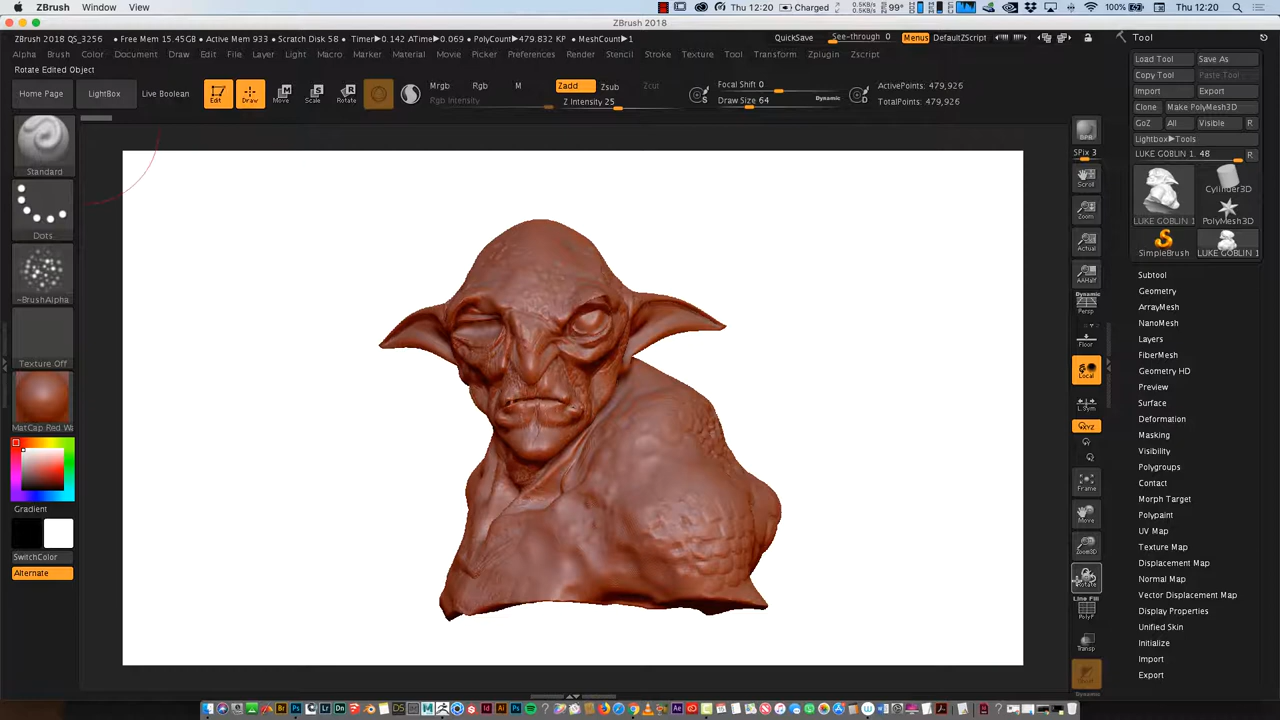 ZBrush Window View
100% Thu 12:20 Charged 0.5KB/s 0.5KB/s 99° 100% Thu 12:20
ZBrush 2018
ZBrush 2018 QS_3256 • Free Mem 15.45GB • Active Mem 933 • Scratch Disk 58 • Timer▶0.142 ATime▶0.069 • PolyCount▶479.832 KP • MeshCount▶1 QuickSave See-through 0 Menus DefaultZScript Tool
Alpha Brush Color Document Draw Edit File Layer Light Macro Marker Material Movie Picker Preferences Render Stencil Stroke Texture Tool Transform Zplugin Zscript
Rotate Edited Object
Home Page LightBox Live Boolean Edit Draw Move Scale Rotate
Mrgb Rgb M Zadd Zsub Zcut
Rgb Intensity Z Intensity 25
Focal Shift 0
Draw Size 64 Dynamic
ActivePoints: 479,926
TotalPoints: 479,926
Standard
Dots
~BrushAlpha
Texture Off
MatCap Red Wa
Gradient
SwitchColor
Alternate
BPR
SPix 3
Scroll
Zoom
Actual
AAHalf
Dynamic
Persp
Floor
Local
L.Sym
XYZ
Frame
Move
Zoom3D
Rotate
Line Fill
PolyF
Transp
Dynamic
Load Tool Save As
Copy Tool Paste Tool
Import Export
Clone Make PolyMesh3D
GoZ All Visible R
Lightbox▶Tools
LUKE GOBLIN 1. 48 R
LUKE GOBLIN 1 Cylinder3D
PolyMesh3D
SimpleBrush LUKE GOBLIN 1
Subtool
Geometry
ArrayMesh
NanoMesh
Layers
FiberMesh
Geometry HD
Preview
Surface
Deformation
Masking
Visibility
Polygroups
Contact
Morph Target
Polypaint
UV Map
Texture Map
Displacement Map
Normal Map
Vector Displacement Map
Display Properties
Unified Skin
Initialize
Import
Export